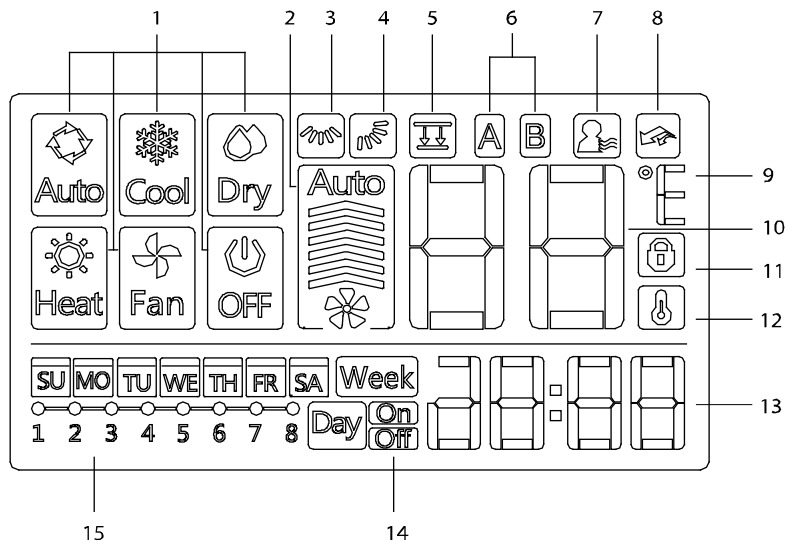 1 2 3 4 5 6 7 8
Auto Cool Dry Auto A B
9
10
Heat Fan OFF 11
12
SU MO TU WE TH FR SA Week
13
1 2 3 4 5 6 7 8 Day On
Off
15 14